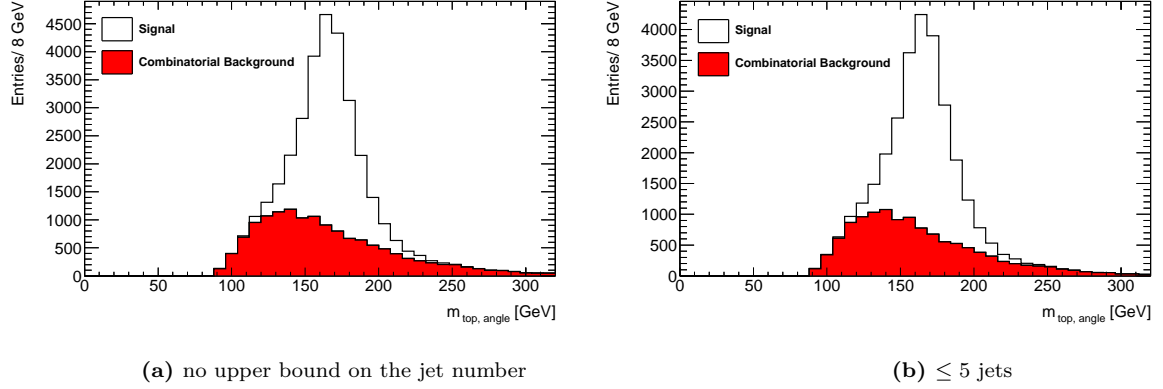 Entries/ 8 GeV
4500
4000
3500
3000
2500
2000
1500
1000
500
0
Signal
Combinatorial Background
0 50 100 150 200 250 300
m top, angle [GeV]
(a) no upper bound on the jet number
Entries/ 8 GeV
4000
3500
3000
2500
2000
1500
1000
500
0
Signal
Combinatorial Background
0 50 100 150 200 250 300
m top, angle [GeV]
(b) ≤ 5 jets